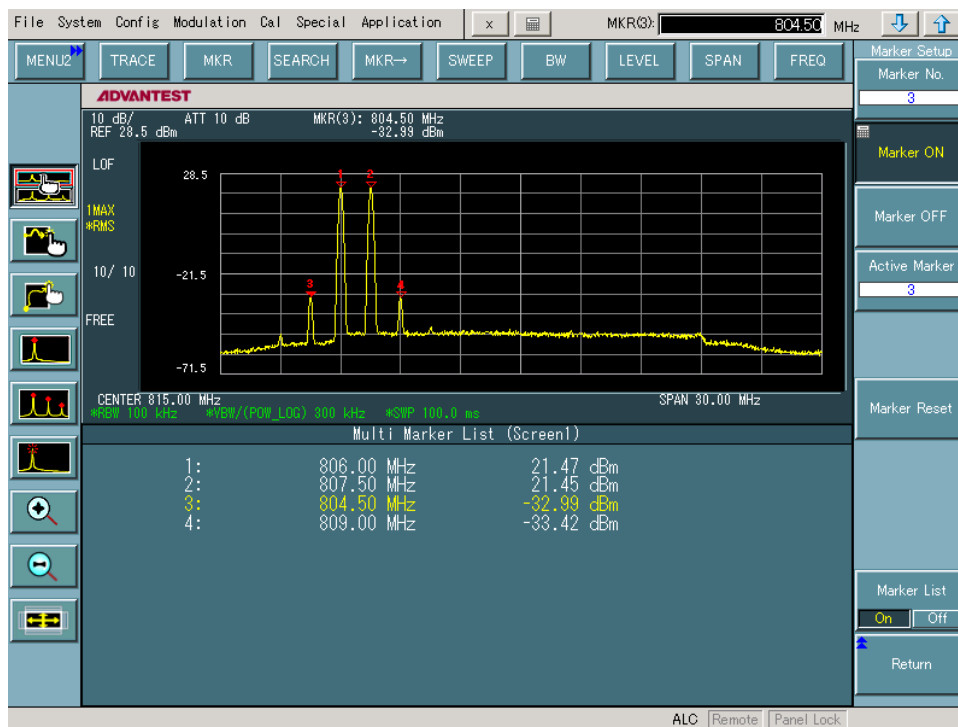 File System Config Modulation Cal Special Application x MKR(3): 804.50 MHz
MENU2 TRACE MKR SEARCH MKR→ SWEEP BW LEVEL SPAN FREQ
Marker Setup
Marker No.
3
Marker ON
Marker OFF
Active Marker
3
Marker Reset
Marker List
On Off
Return
ADVANTEST
10 dB/ ATT 10 dB MKR(3): 804.50 MHz
REF 28.5 dBm -32.99 dBm
LOF
1MAX
*RMS
10/ 10
FREE
28.5
-21.5
-71.5
1 2
3 4
CENTER 815.00 MHz SPAN 30.00 MHz
*RBW 100 kHz *VBW/(POW_LOG) 300 kHz *SWP 100.0 ms
Multi Marker List (Screen1)
1: 806.00 MHz 21.47 dBm
2: 807.50 MHz 21.45 dBm
3: 804.50 MHz -32.99 dBm
4: 809.00 MHz -33.42 dBm
ALC Remote Panel Lock